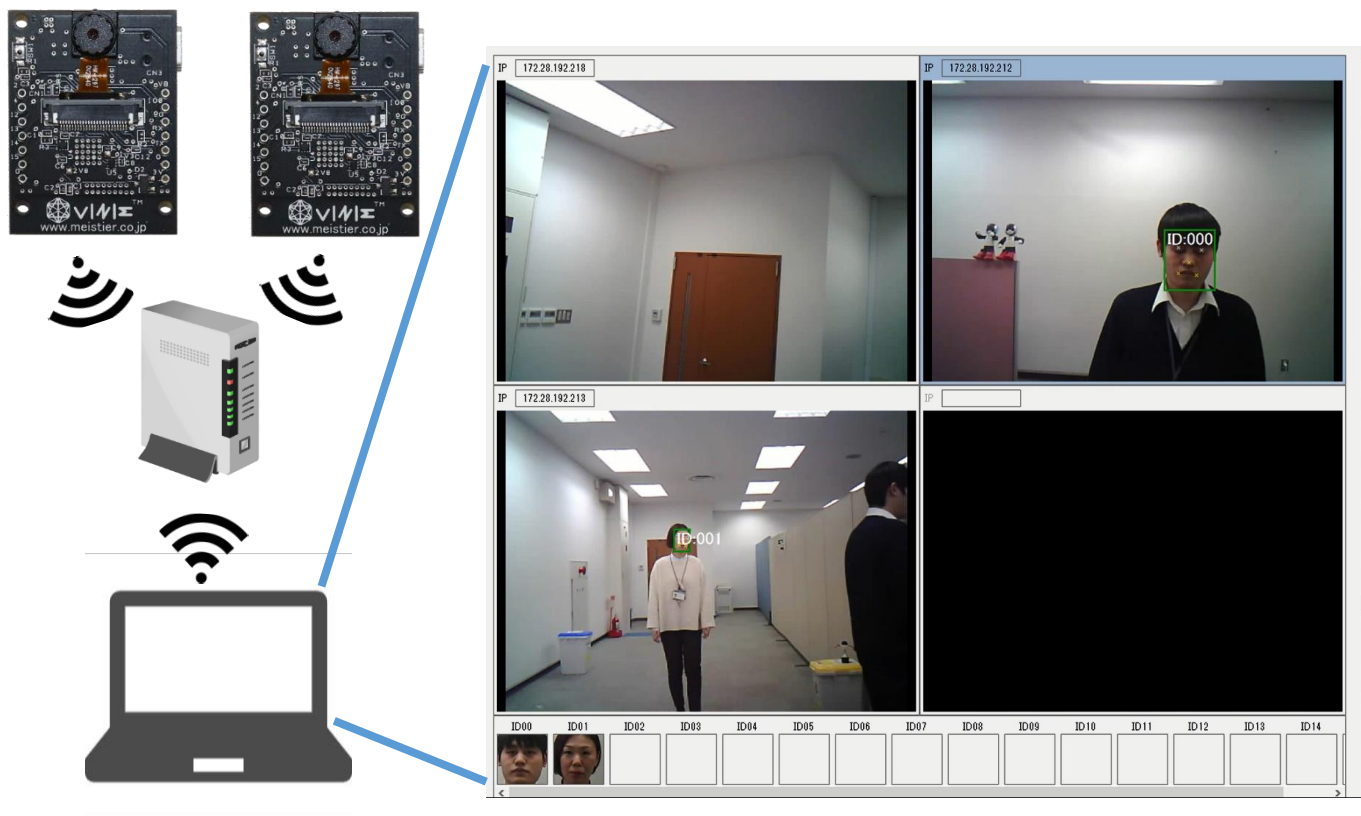 VINE™
www.meistier.co.jp
VINE™
www.meistier.co.jp
IP 172.28.192.218
IP 172.28.192.212
ID:000
IP 172.28.192.213
IP
ID:001
ID00 ID01 ID02 ID03 ID04 ID05 ID06 ID07 ID08 ID09 ID10 ID11 ID12 ID13 ID14